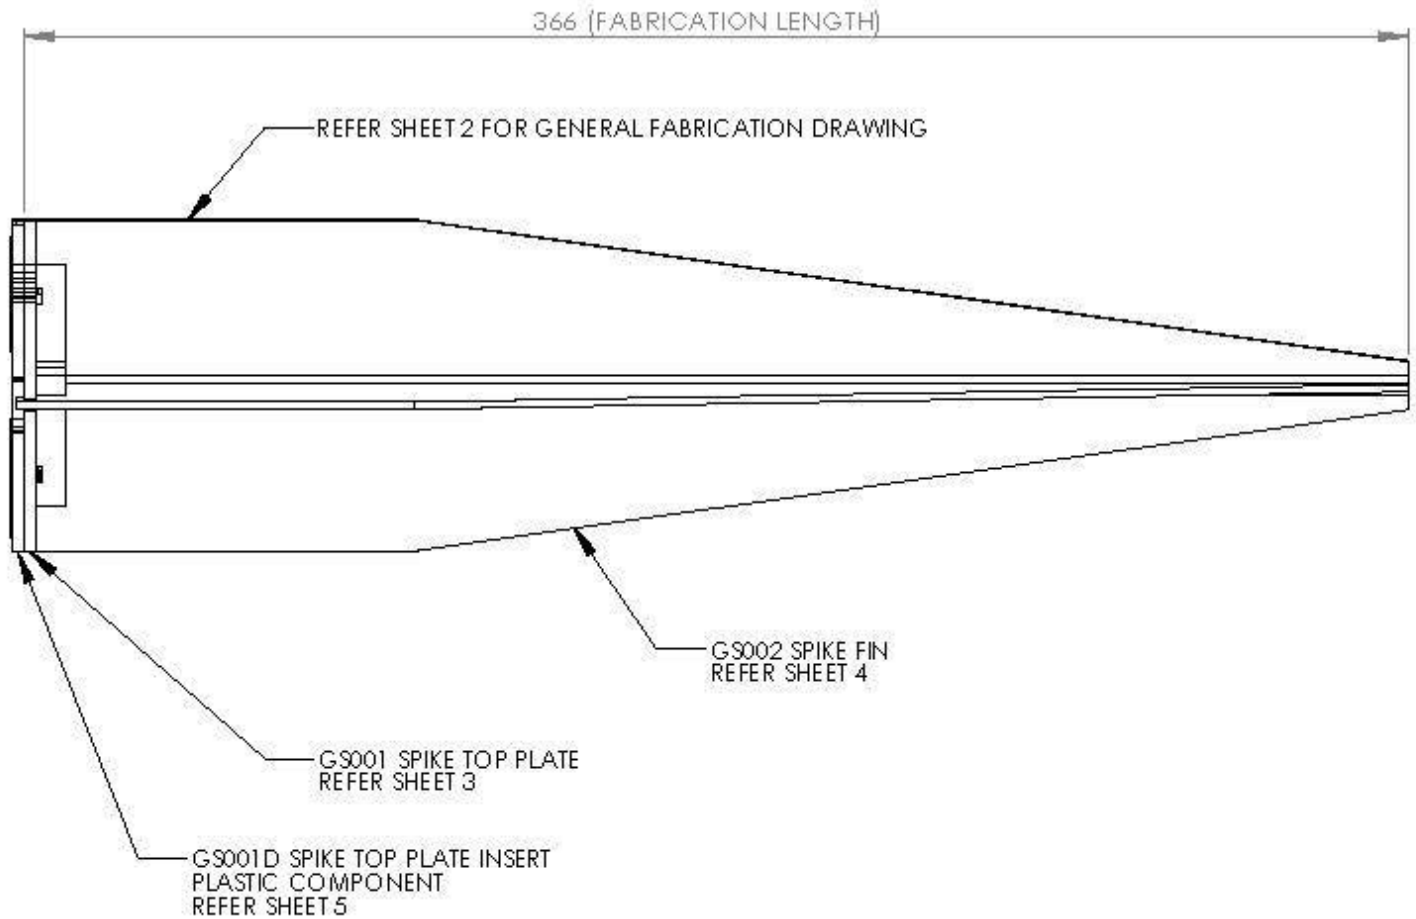 366 (FABRICATION LENGTH)
REFER SHEET 2 FOR GENERAL FABRICATION DRAWING
GS002 SPIKE FIN
REFER SHEET 4
GS001 SPIKE TOP PLATE
REFER SHEET 3
GS001D SPIKE TOP PLATE INSERT
PLASTIC COMPONENT
REFER SHEET 5